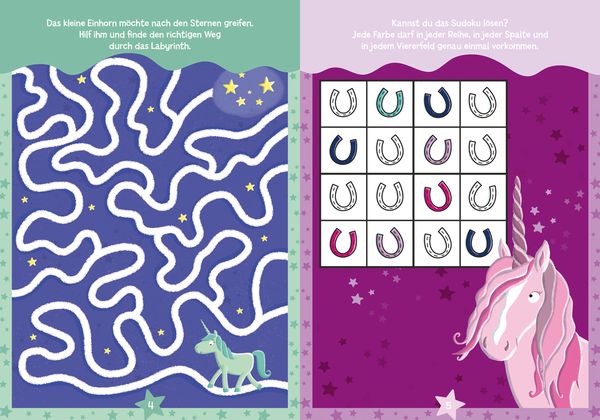 Das kleine Einhorn möchte nach den Sternen greifen.
Hilf ihm und finde den richtigen Weg
durch das Labyrinth.
Kannst du das Sudoku lösen?
Jede Farbe darf in jeder Reihe, in jeder Spalte und
in jedem Viererfeld genau einmal vorkommen.
4
5